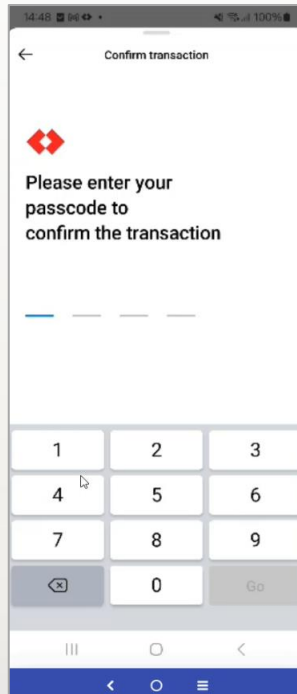 14:48
100%
Confirm transaction
Please enter your
passcode to
confirm the transaction
1 2 3
4 5 6
7 8 9
0 Go